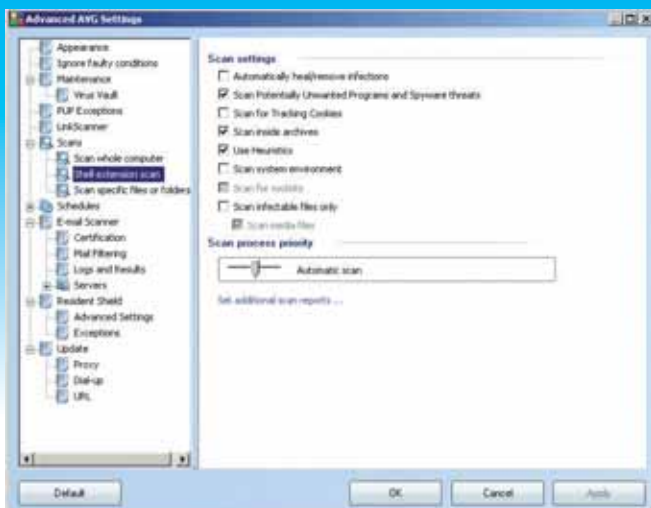 Advanced AVG Settings
Appearance
Ignore faulty conditions
Maintenance
Virus Vault
PUP Exceptions
LinkScanner
Scans
Scan whole computer
Shell extension scan
Scan specific files or folders
Schedules
E-mail Scanner
Certification
Mail Filtering
Logs and Results
Servers
Resident Shield
Advanced Settings
Exceptions
Update
Proxy
Dial-up
URL
Scan settings
Automatically heal/remove infections
Scan Potentially Unwanted Programs and Spyware threats
Scan for Tracking Cookies
Scan inside archives
Use Heuristics
Scan system environment
Scan for rootkits
Scan infectable files only
Scan media files
Scan process priority
Automatic scan
Set additional scan reports ...
Default
OK
Cancel
Apply